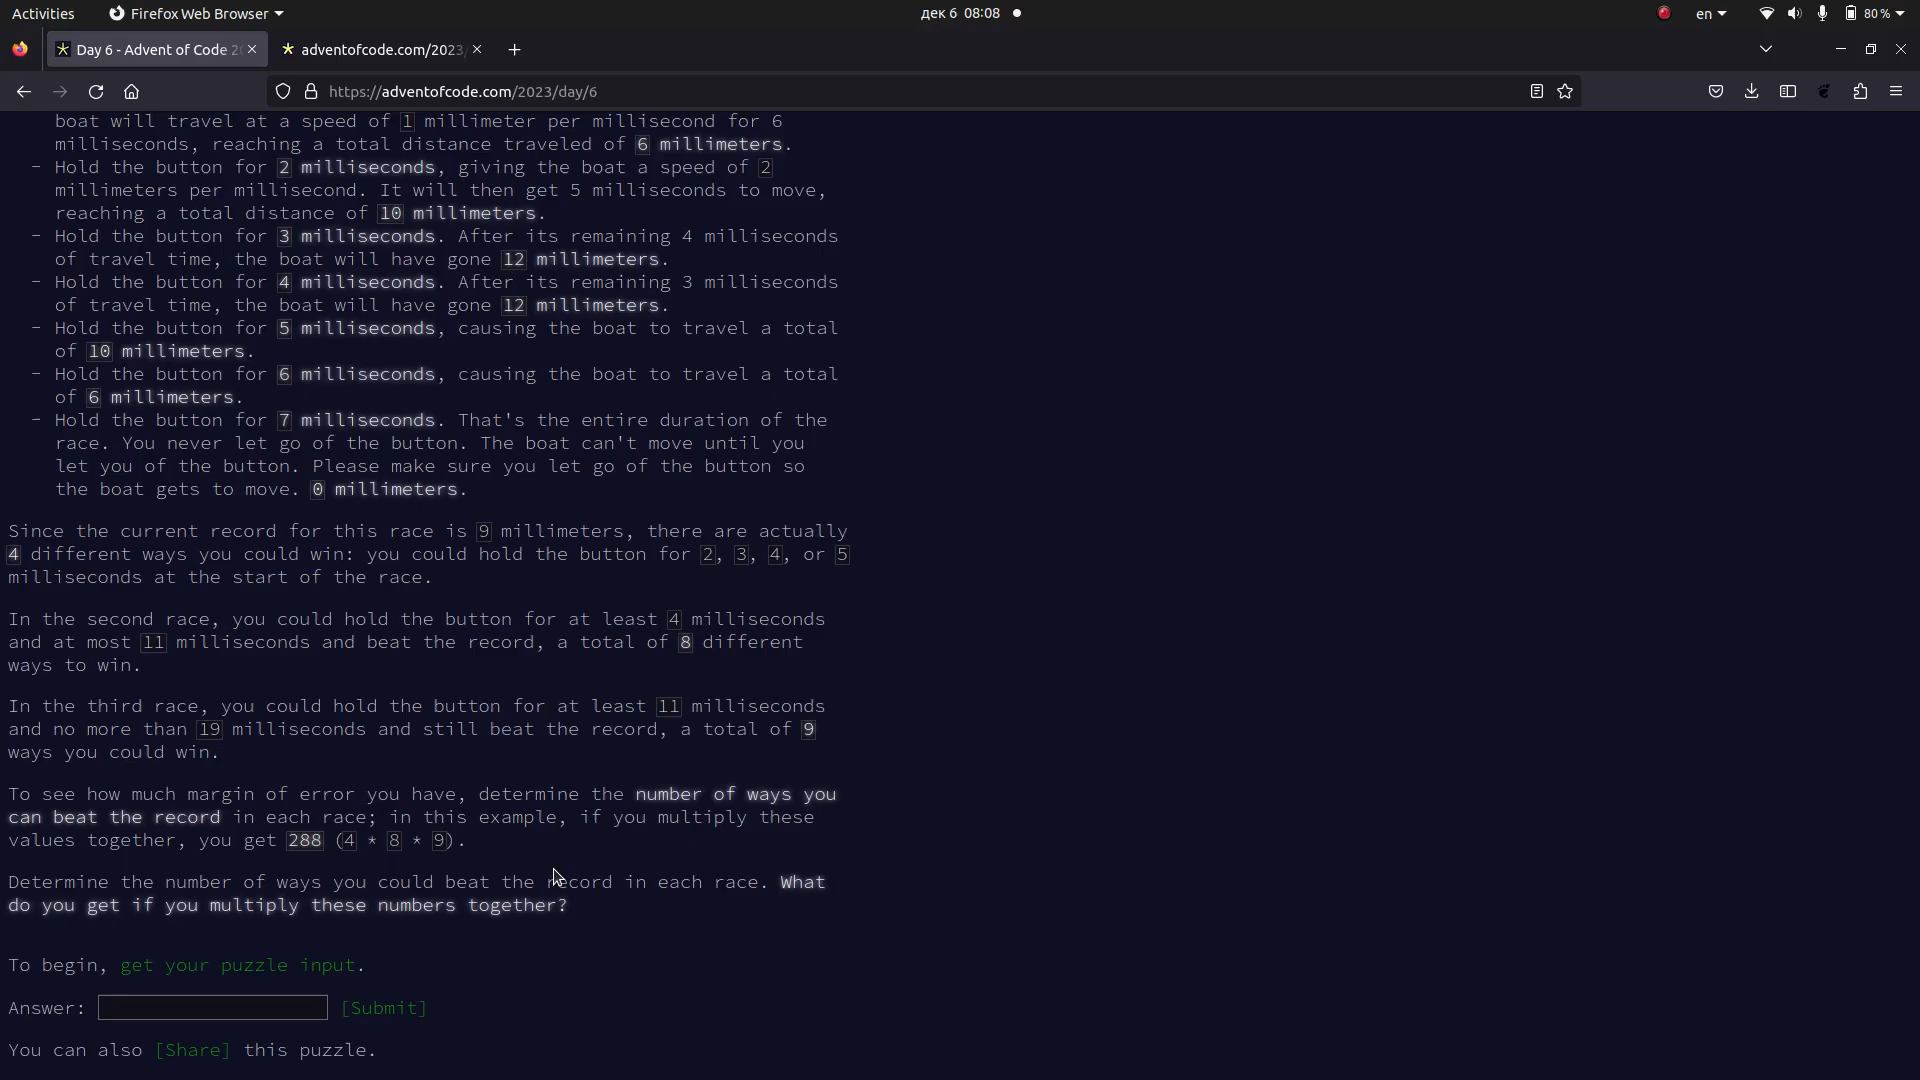 Activities Firefox Web Browser дек 6 08:08 en 80 %
Day 6 - Advent of Code 2 adventofcode.com/2023/
https://adventofcode.com/2023/day/6
boat will travel at a speed of 1 millimeter per millisecond for 6
milliseconds, reaching a total distance traveled of 6 millimeters.
- Hold the button for 2 milliseconds, giving the boat a speed of 2
millimeters per millisecond. It will then get 5 milliseconds to move,
reaching a total distance of 10 millimeters.
- Hold the button for 3 milliseconds. After its remaining 4 milliseconds
of travel time, the boat will have gone 12 millimeters.
- Hold the button for 4 milliseconds. After its remaining 3 milliseconds
of travel time, the boat will have gone 12 millimeters.
- Hold the button for 5 milliseconds, causing the boat to travel a total
of 10 millimeters.
- Hold the button for 6 milliseconds, causing the boat to travel a total
of 6 millimeters.
- Hold the button for 7 milliseconds. That's the entire duration of the
race. You never let go of the button. The boat can't move until you
let you of the button. Please make sure you let go of the button so
the boat gets to move. 0 millimeters.
Since the current record for this race is 9 millimeters, there are actually
4 different ways you could win: you could hold the button for 2, 3, 4, or 5
milliseconds at the start of the race.
In the second race, you could hold the button for at least 4 milliseconds
and at most 11 milliseconds and beat the record, a total of 8 different
ways to win.
In the third race, you could hold the button for at least 11 milliseconds
and no more than 19 milliseconds and still beat the record, a total of 9
ways you could win.
To see how much margin of error you have, determine the number of ways you
can beat the record in each race; in this example, if you multiply these
values together, you get 288 (4 * 8 * 9).
Determine the number of ways you could beat the record in each race. What
do you get if you multiply these numbers together?
To begin, get your puzzle input.
Answer: [Submit]
You can also [Share] this puzzle.